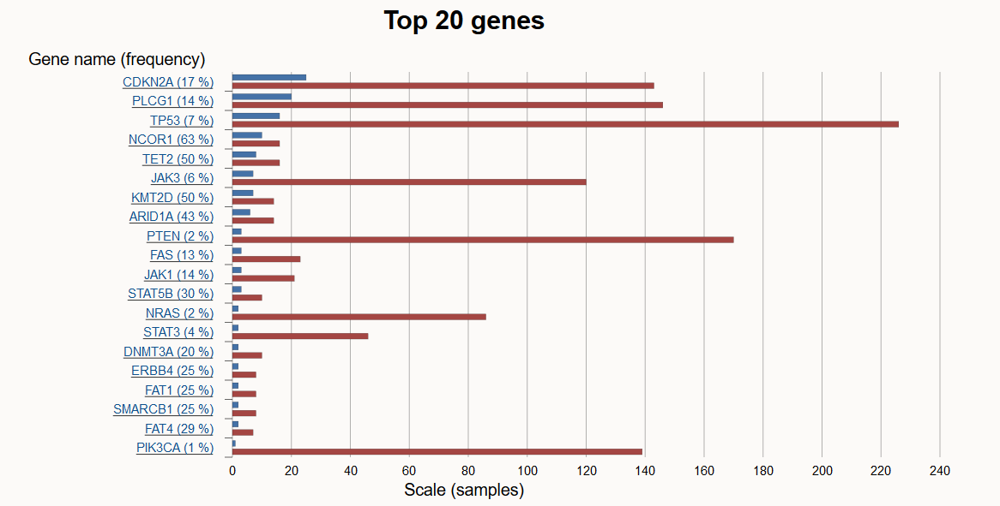 Top 20 genes
Gene name (frequency)
CDKN2A (17 %)
PLCG1 (14 %)
TP53 (7 %)
NCOR1 (63 %)
TET2 (50 %)
JAK3 (6 %)
KMT2D (50 %)
ARID1A (43 %)
PTEN (2 %)
FAS (13 %)
JAK1 (14 %)
STAT5B (30 %)
NRAS (2 %)
STAT3 (4 %)
DNMT3A (20 %)
ERBB4 (25 %)
FAT1 (25 %)
SMARCB1 (25 %)
FAT4 (29 %)
PIK3CA (1 %)
0 20 40 60 80 100 120 140 160 180 200 220 240
Scale (samples)